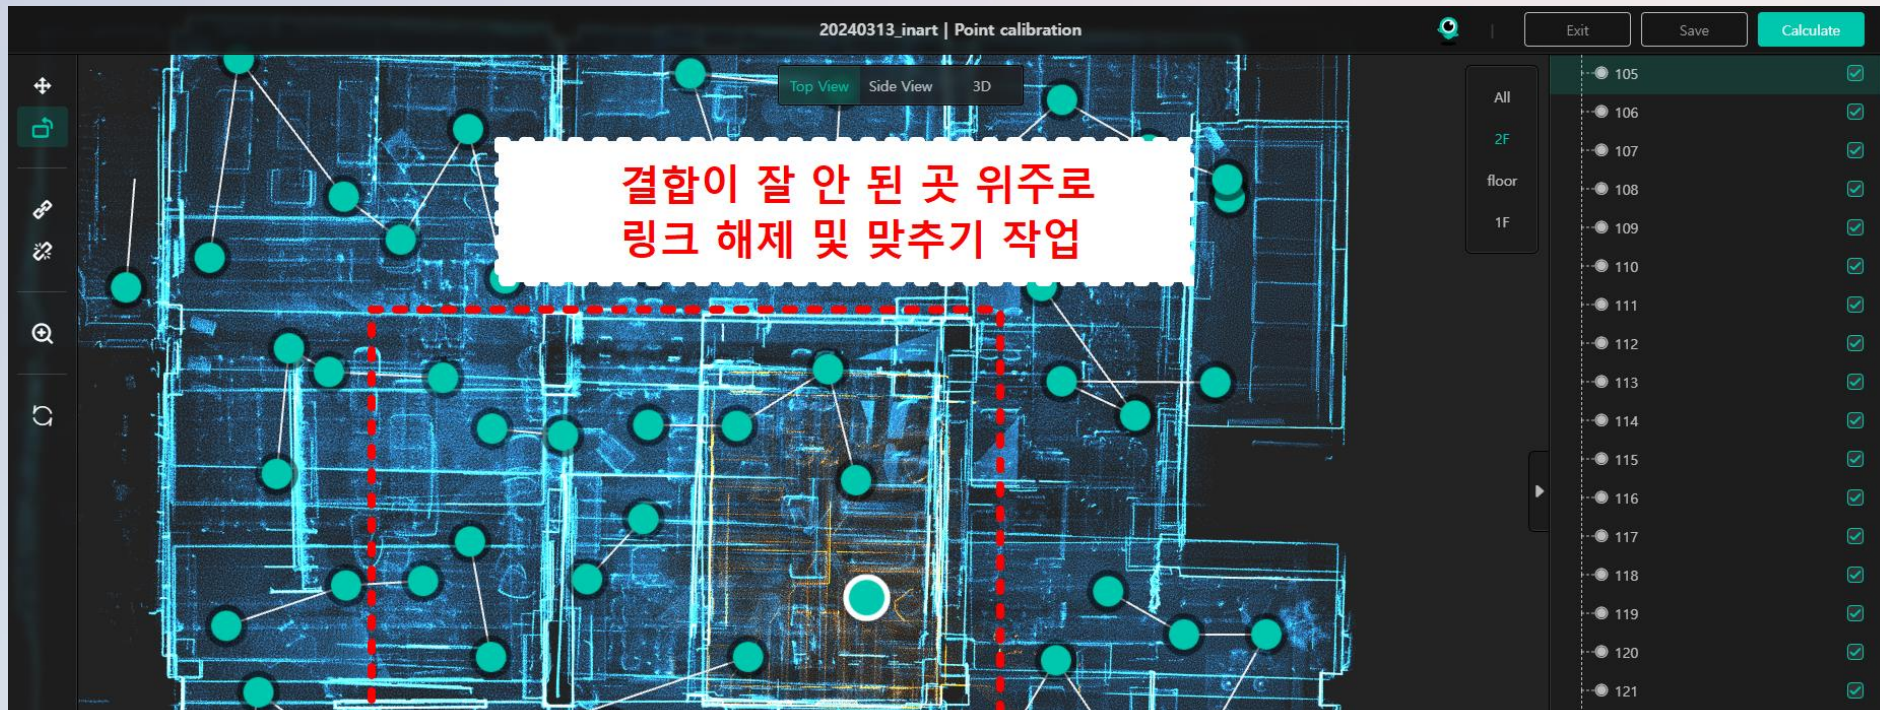 20240313_inart | Point calibration
Exit
Save
Calculate
Top View
Side View
3D
All
2F
floor
1F
결합이 잘 안 된 곳 위주로
링크 해제 및 맞추기 작업
105
106
107
108
109
110
111
112
113
114
115
116
117
118
119
120
121